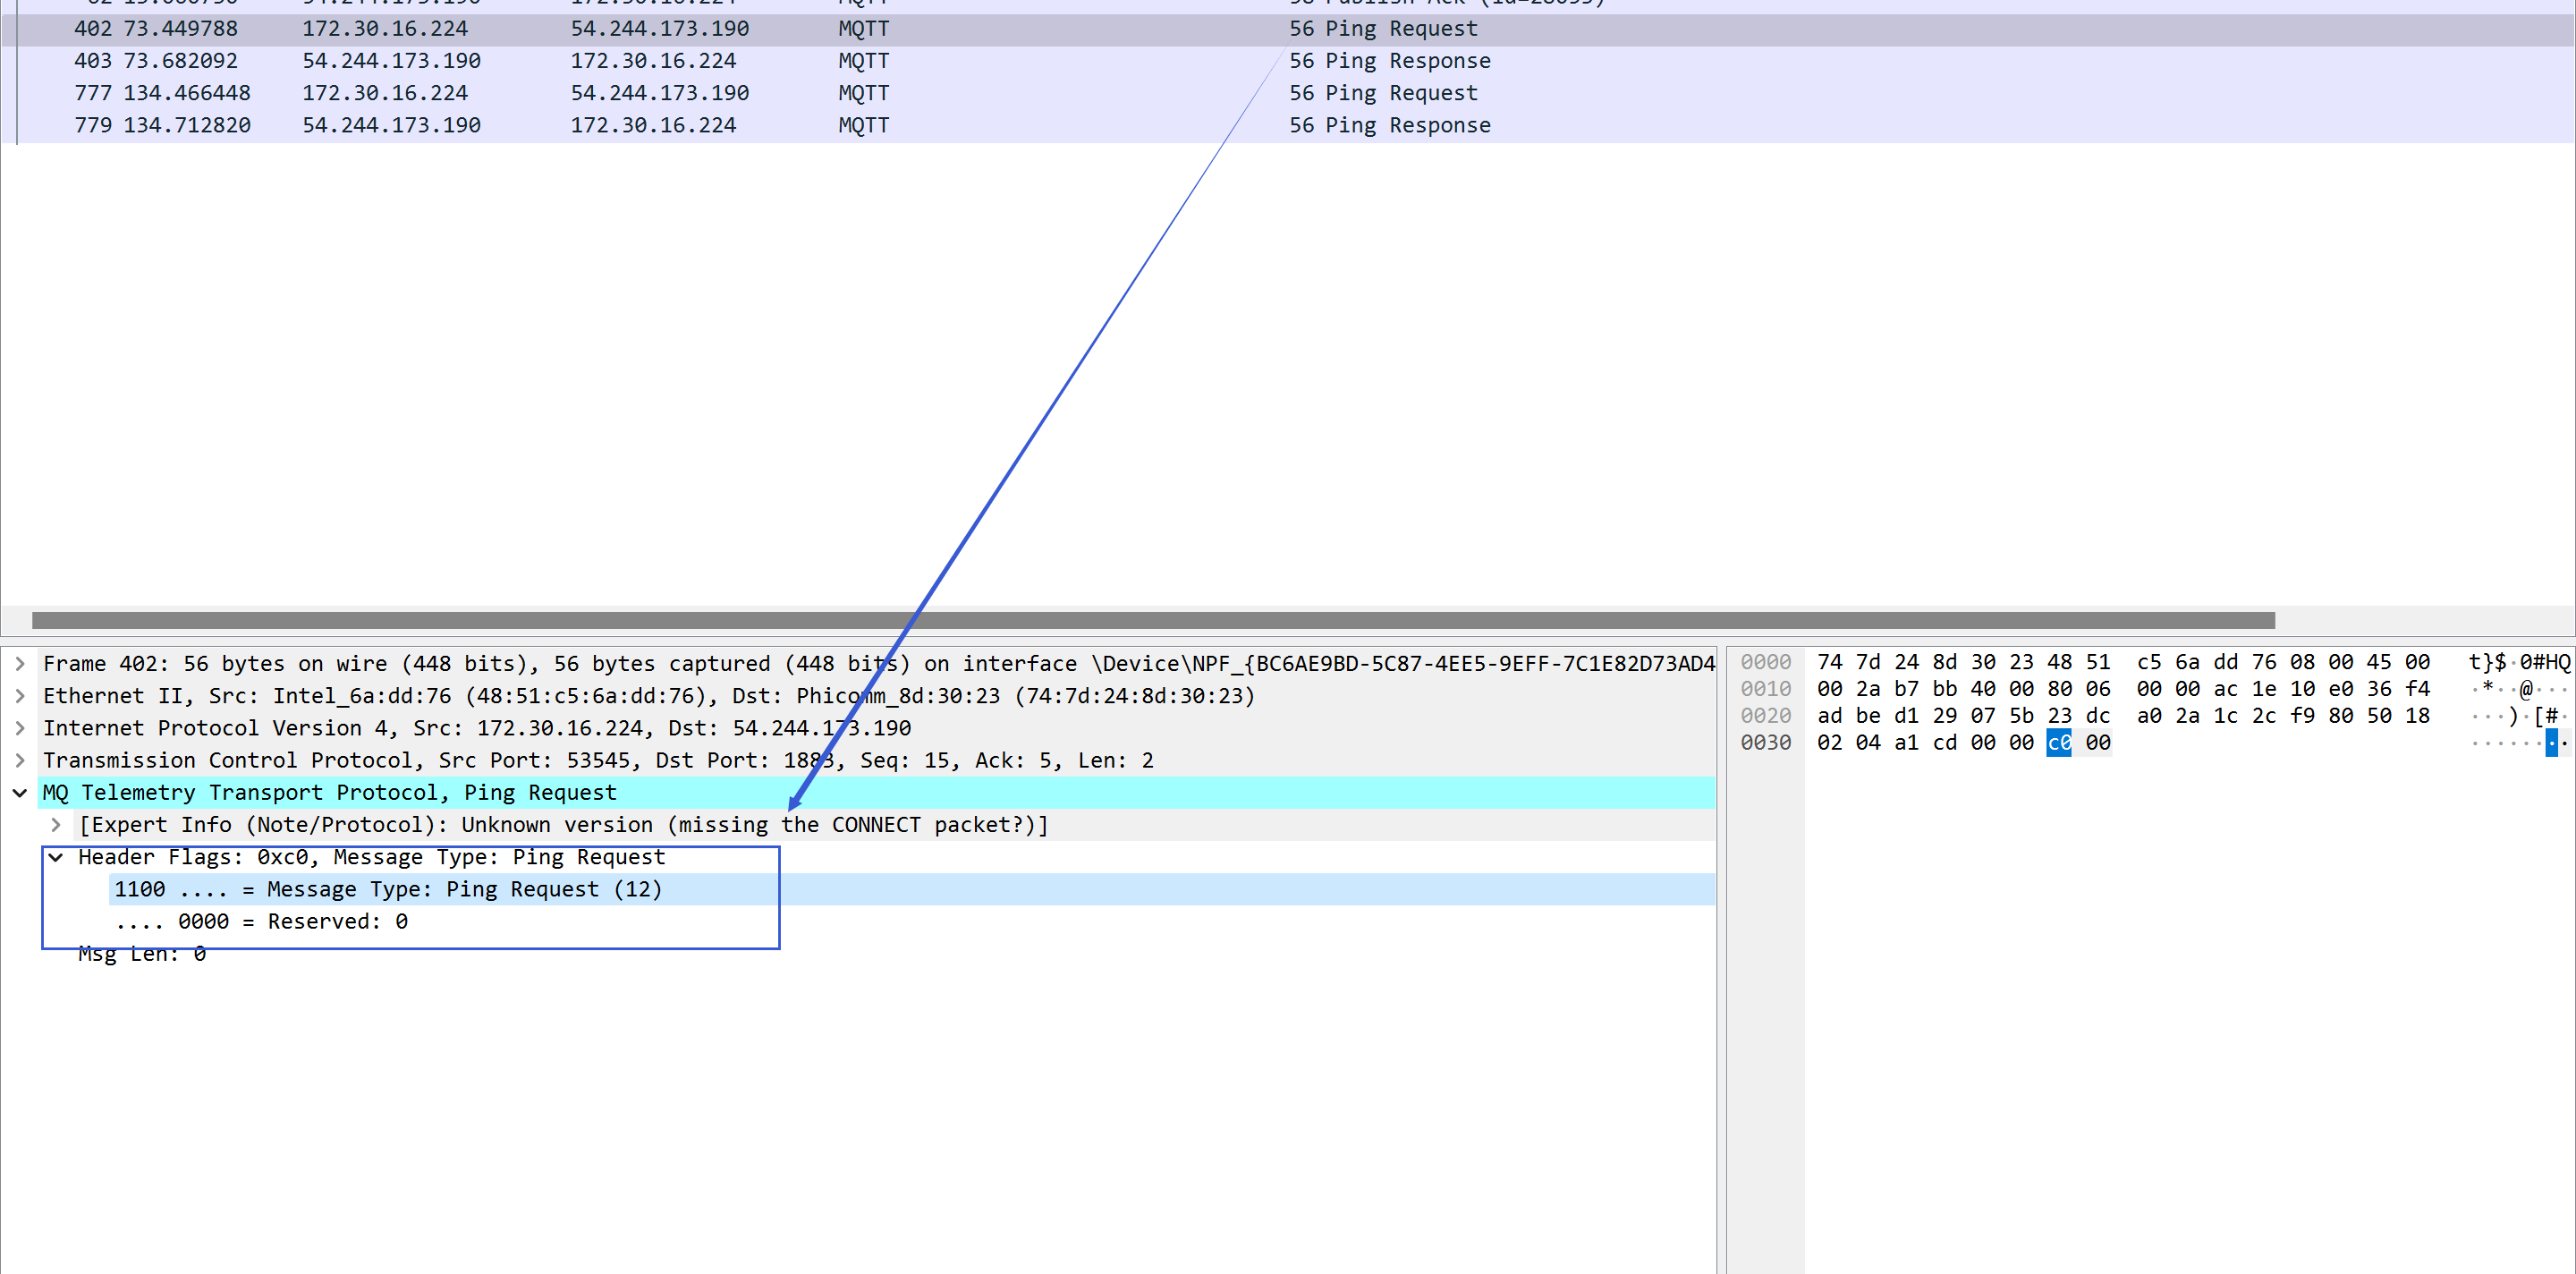 402 73.449788 172.30.16.224 54.244.173.190 MQTT 56 Ping Request
403 73.682092 54.244.173.190 172.30.16.224 MQTT 56 Ping Response
777 134.466448 172.30.16.224 54.244.173.190 MQTT 56 Ping Request
779 134.712820 54.244.173.190 172.30.16.224 MQTT 56 Ping Response
Frame 402: 56 bytes on wire (448 bits), 56 bytes captured (448 bits) on interface \Device\NPF_{BC6AE9BD-5C87-4EE5-9EFF-7C1E82D73AD4
Ethernet II, Src: Intel_6a:dd:76 (48:51:c5:6a:dd:76), Dst: Phicomm_8d:30:23 (74:7d:24:8d:30:23)
Internet Protocol Version 4, Src: 172.30.16.224, Dst: 54.244.173.190
Transmission Control Protocol, Src Port: 53545, Dst Port: 1883, Seq: 15, Ack: 5, Len: 2
MQ Telemetry Transport Protocol, Ping Request
[Expert Info (Note/Protocol): Unknown version (missing the CONNECT packet?)]
Header Flags: 0xc0, Message Type: Ping Request
1100 .... = Message Type: Ping Request (12)
.... 0000 = Reserved: 0
Msg Len: 0
0000 74 7d 24 8d 30 23 48 51 c5 6a dd 76 08 00 45 00 t}$·0#HQ
0010 00 2a b7 bb 40 00 80 06 00 00 ac 1e 10 e0 36 f4 ·*··@···
0020 ad be d1 29 07 5b 23 dc a0 2a 1c 2c f9 80 50 18 ···)·[#·
0030 02 04 a1 cd 00 00 c0 00 ········